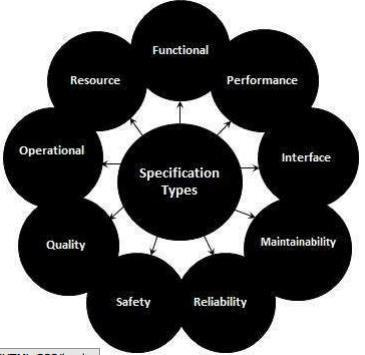 Functional
Resource
Performance
Operational
Interface
Specification
Types
Quality
Maintainability
Safety
Reliability